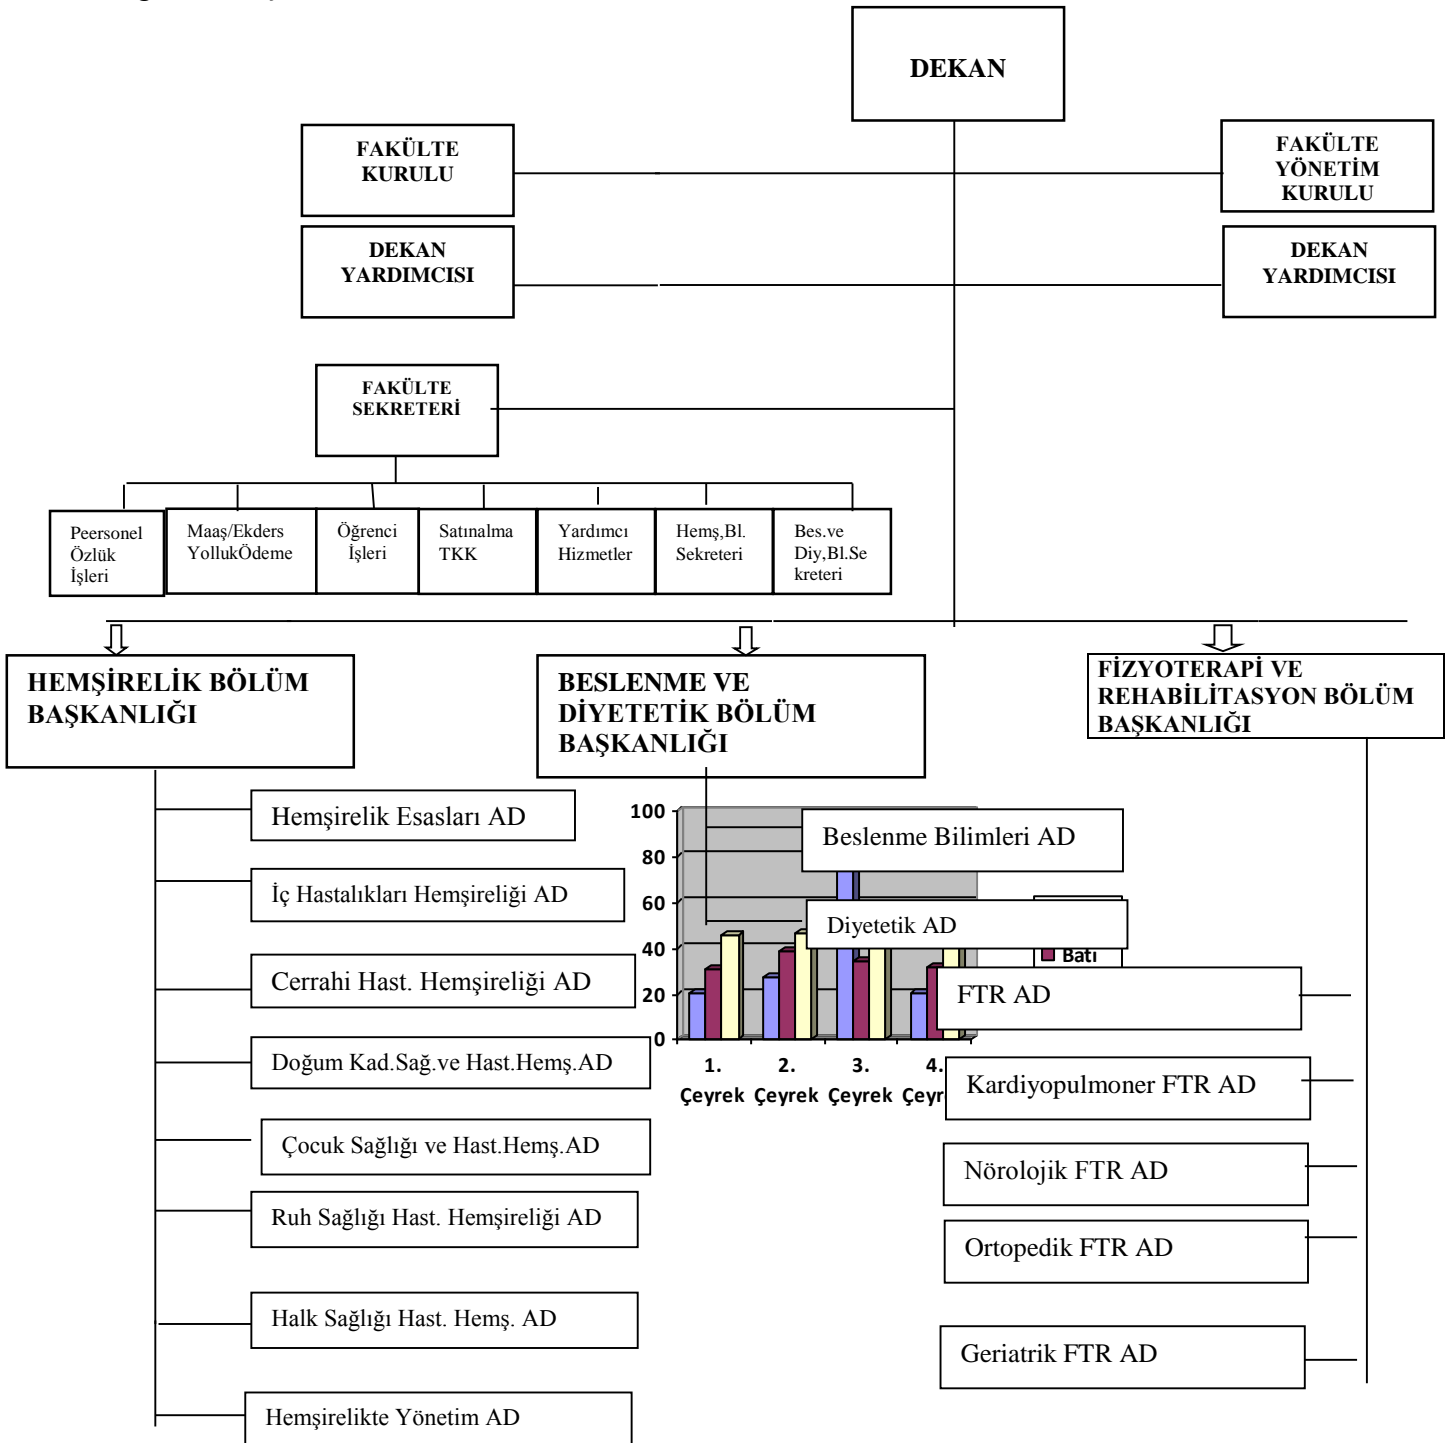 DEKAN
FAKÜLTE
KURULU
FAKÜLTE
YÖNETİM
KURULU
DEKAN
YARDIMCISI
DEKAN
YARDIMCISI
FAKÜLTE
SEKRETERİ
Peersonel
Özlük
İşleri
Maaş/Ekders
YollukÖdeme
Öğrenci
İşleri
Satınalma
TKK
Yardımcı
Hizmetler
Hemş,Bl.
Sekreteri
Bes.ve
Diy,Bl.Se
kreteri
HEMŞİRELİK BÖLÜM
BAŞKANLIĞI
BESLENME VE
DİYETETİK BÖLÜM
BAŞKANLIĞI
FİZYOTERAPİ VE
REHABİLİTASYON BÖLÜM
BAŞKANLIĞI
Hemşirelik Esasları AD
İç Hastalıkları Hemşireliği AD
Cerrahi Hast. Hemşireliği AD
Doğum Kad.Sağ.ve Hast.Hemş.AD
Çocuk Sağlığı ve Hast.Hemş.AD
Ruh Sağlığı Hast. Hemşireliği AD
Halk Sağlığı Hast. Hemş. AD
Hemşirelikte Yönetim AD
Beslenme Bilimleri AD
Diyetetik AD
100
80
60
40
20
0
1.
Çeyrek
2.
Çeyrek
3.
Çeyrek
4.
Batı
FTR AD
Kardiyopulmoner FTR AD
Nörolojik FTR AD
Ortopedik FTR AD
Geriatrik FTR AD